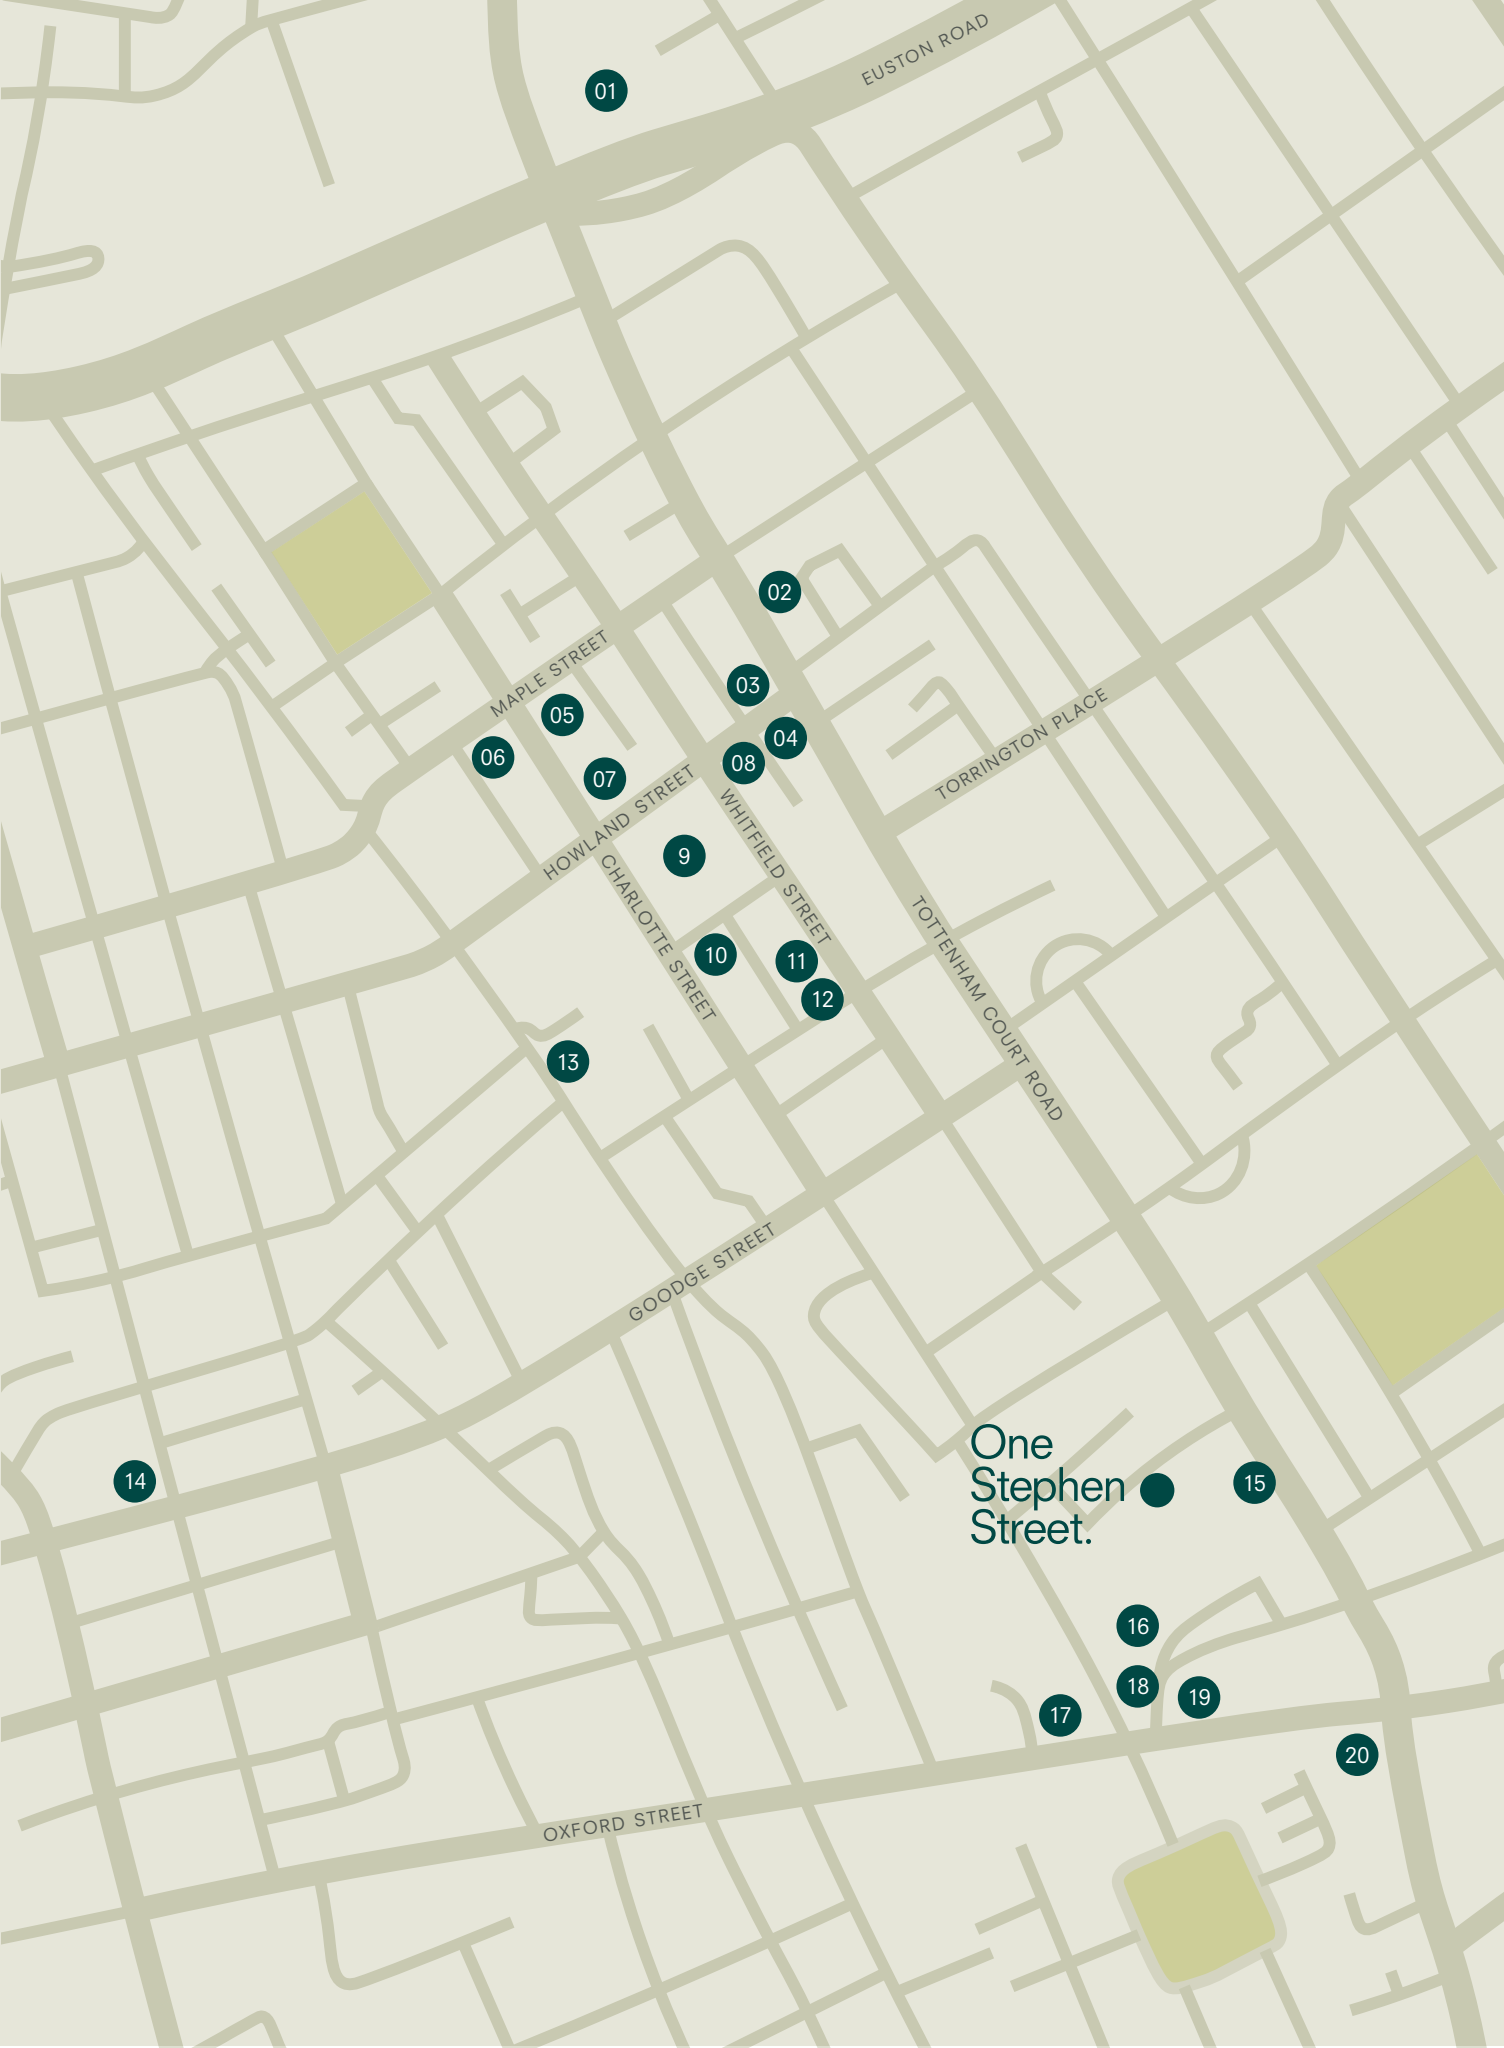 EUSTON ROAD
01
02
MAPLE STREET
03
TORRINGTON PLACE
05
04
06
08
07
HOWLAND STREET
WHITFIELD STREET
9
CHARLOTTE STREET
TOTTENHAM COURT ROAD
10
11
12
13
GOODGE STREET
One
Stephen
Street.
14
15
16
18
19
17
20
OXFORD STREET